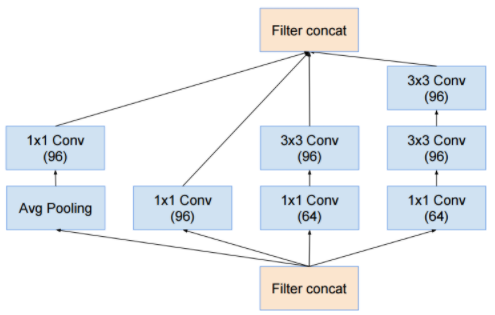 Filter concat
3x3 Conv
(96)
1x1 Conv
(96)
3x3 Conv
(96)
3x3 Conv
(96)
Avg Pooling
1x1 Conv
(96)
1x1 Conv
(64)
1x1 Conv
(64)
Filter concat